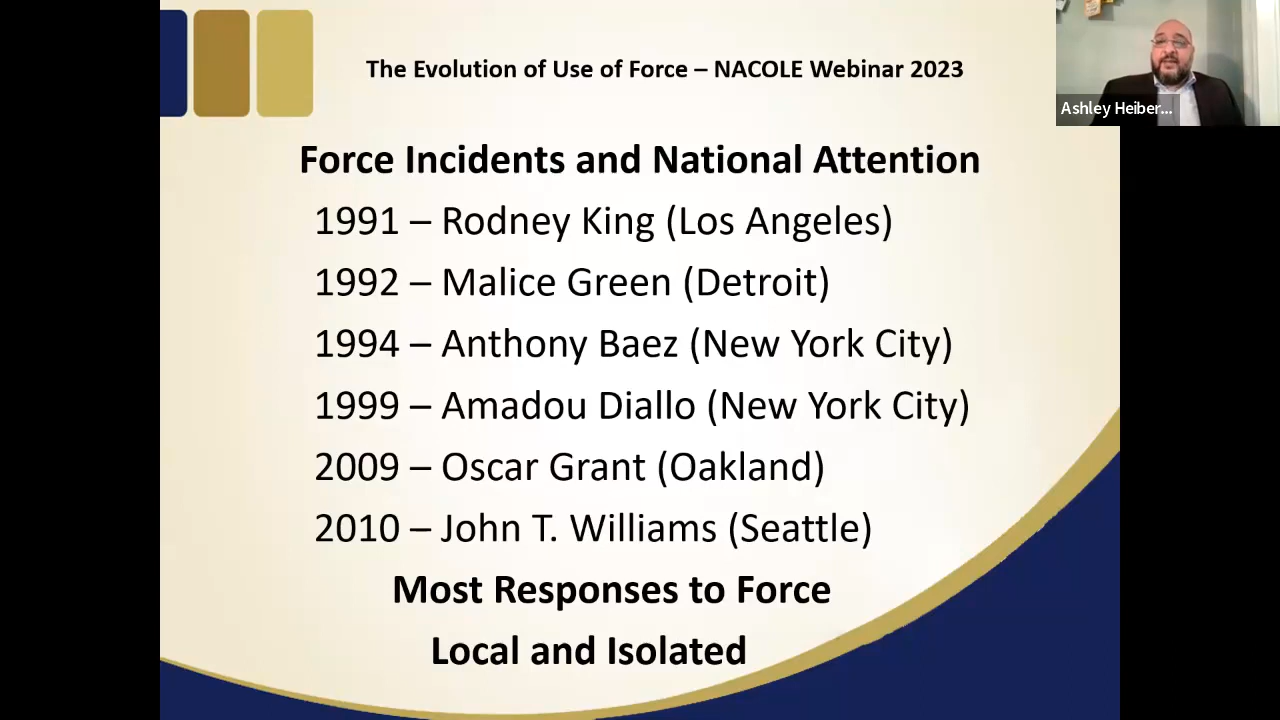 The Evolution of Use of Force – NACOLE Webinar 2023
Ashley Heiber...
Force Incidents and National Attention
1991 – Rodney King (Los Angeles)
1992 – Malice Green (Detroit)
1994 – Anthony Baez (New York City)
1999 – Amadou Diallo (New York City)
2009 – Oscar Grant (Oakland)
2010 – John T. Williams (Seattle)
Most Responses to Force
Local and Isolated